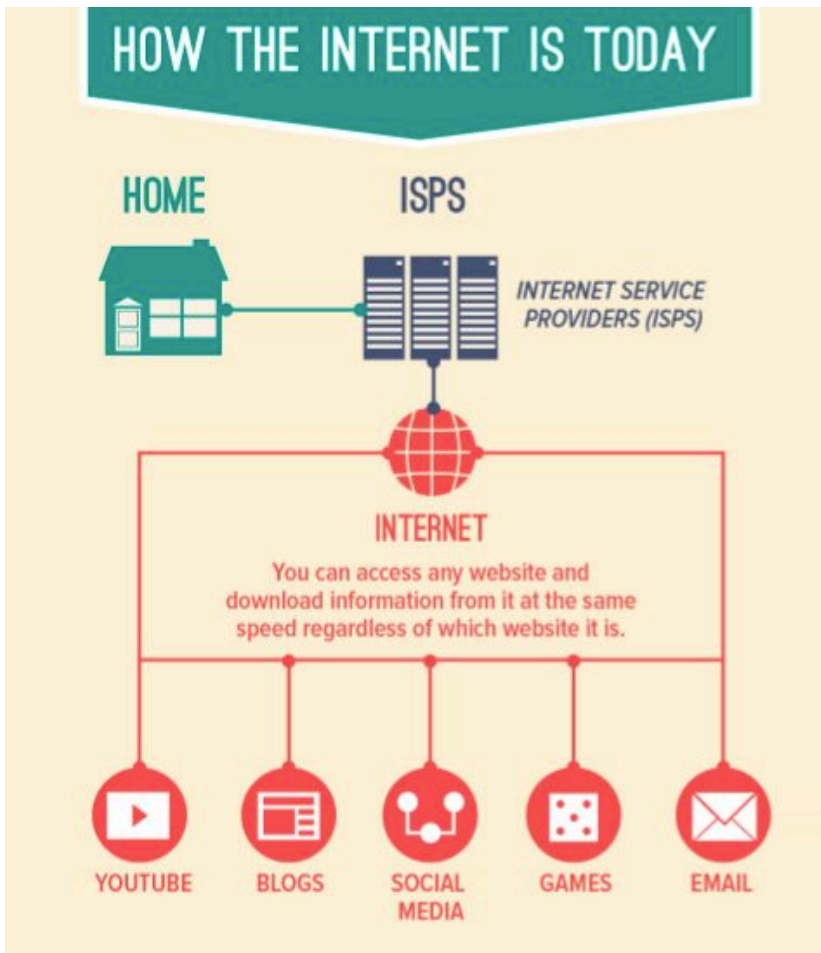 HOW THE INTERNET IS TODAY
HOME
ISPS
INTERNET SERVICE
PROVIDERS (ISPS)
INTERNET
You can access any website and
download information from it at the same
speed regardless of which website it is.
YOUTUBE
BLOGS
SOCIAL
MEDIA
GAMES
EMAIL